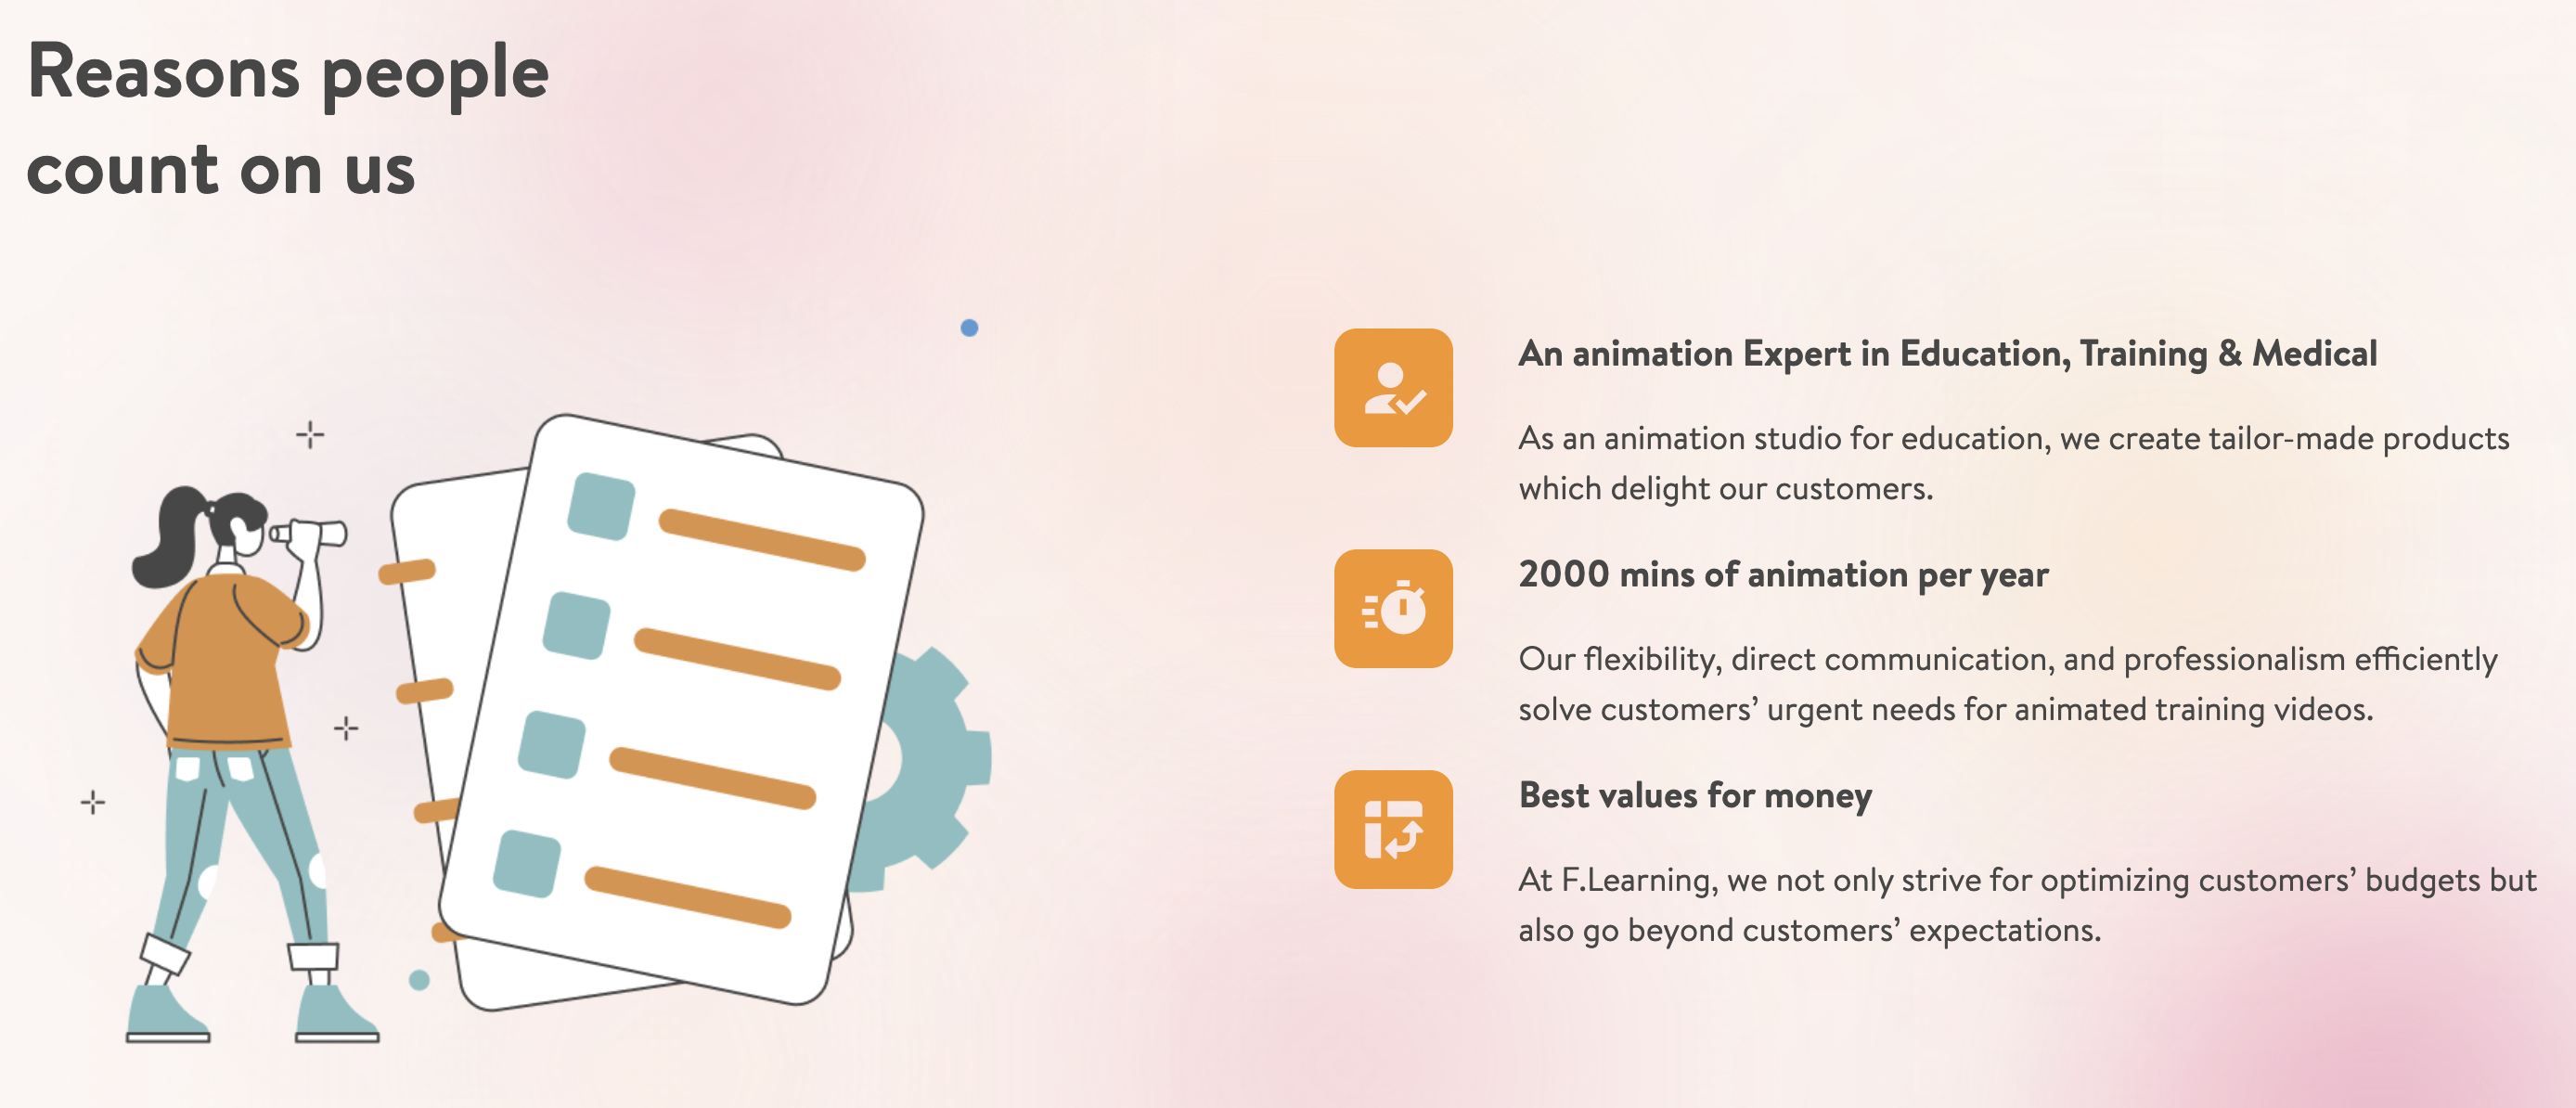 Reasons people
count on us
An animation Expert in Education, Training & Medical
As an animation studio for education, we create tailor-made products
which delight our customers.
2000 mins of animation per year
Our flexibility, direct communication, and professionalism efficiently
solve customers’ urgent needs for animated training videos.
Best values for money
At F.Learning, we not only strive for optimizing customers’ budgets but
also go beyond customers’ expectations.